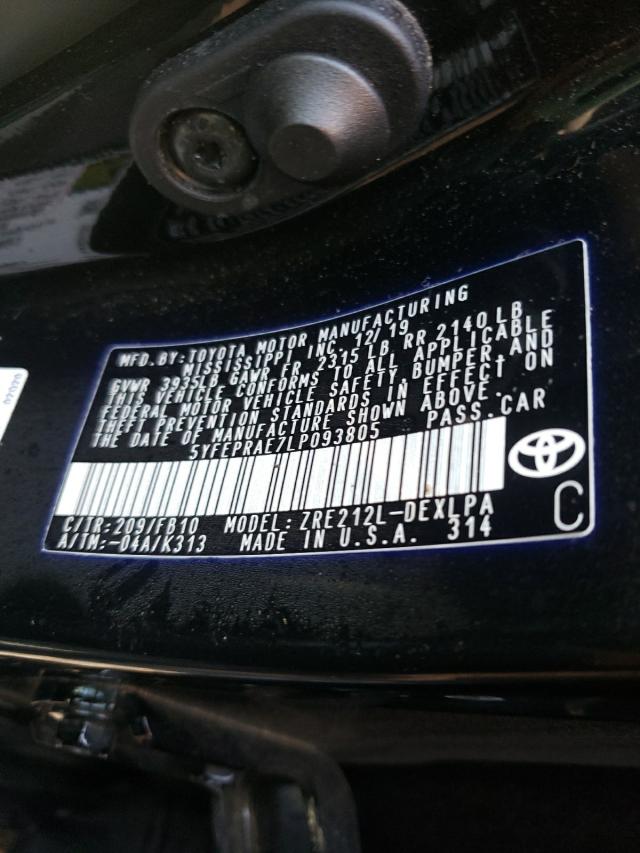 MFD.BY:TOYOTA MOTOR MANUFACTURING
MISSISSIPPI INC. 12/19
GVWR 3935LB GAWR FR 2315 LB RR 2140 LB
THIS VEHICLE CONFORMS TO ALL APPLICABLE
FEDERAL MOTOR VEHICLE SAFETY, BUMPER, AND
THEFT PREVENTION STANDARDS IN EFFECT ON
THE DATE OF MANUFACTURE SHOWN ABOVE.
5YFEPRAE7LP093805 PASS.CAR
C/TR:209/FB10 MODEL: ZRE212L-DEXLPA
A/TM:-04A/K313 MADE IN U.S.A. 314
C